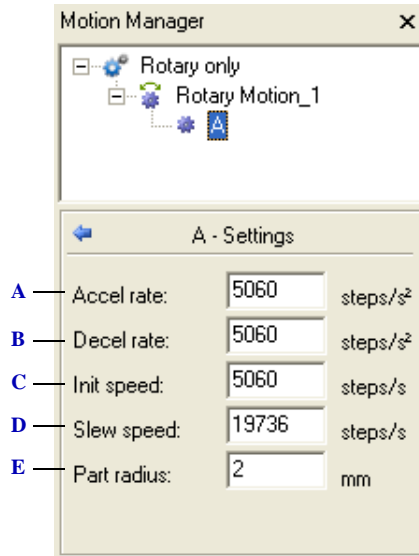 Motion Manager
Rotary only
Rotary Motion_1
A
A - Settings
A Accel rate: 5060 steps/s²
B Decel rate: 5060 steps/s²
C Init speed: 5060 steps/s
D Slew speed: 19736 steps/s
E Part radius: 2 mm